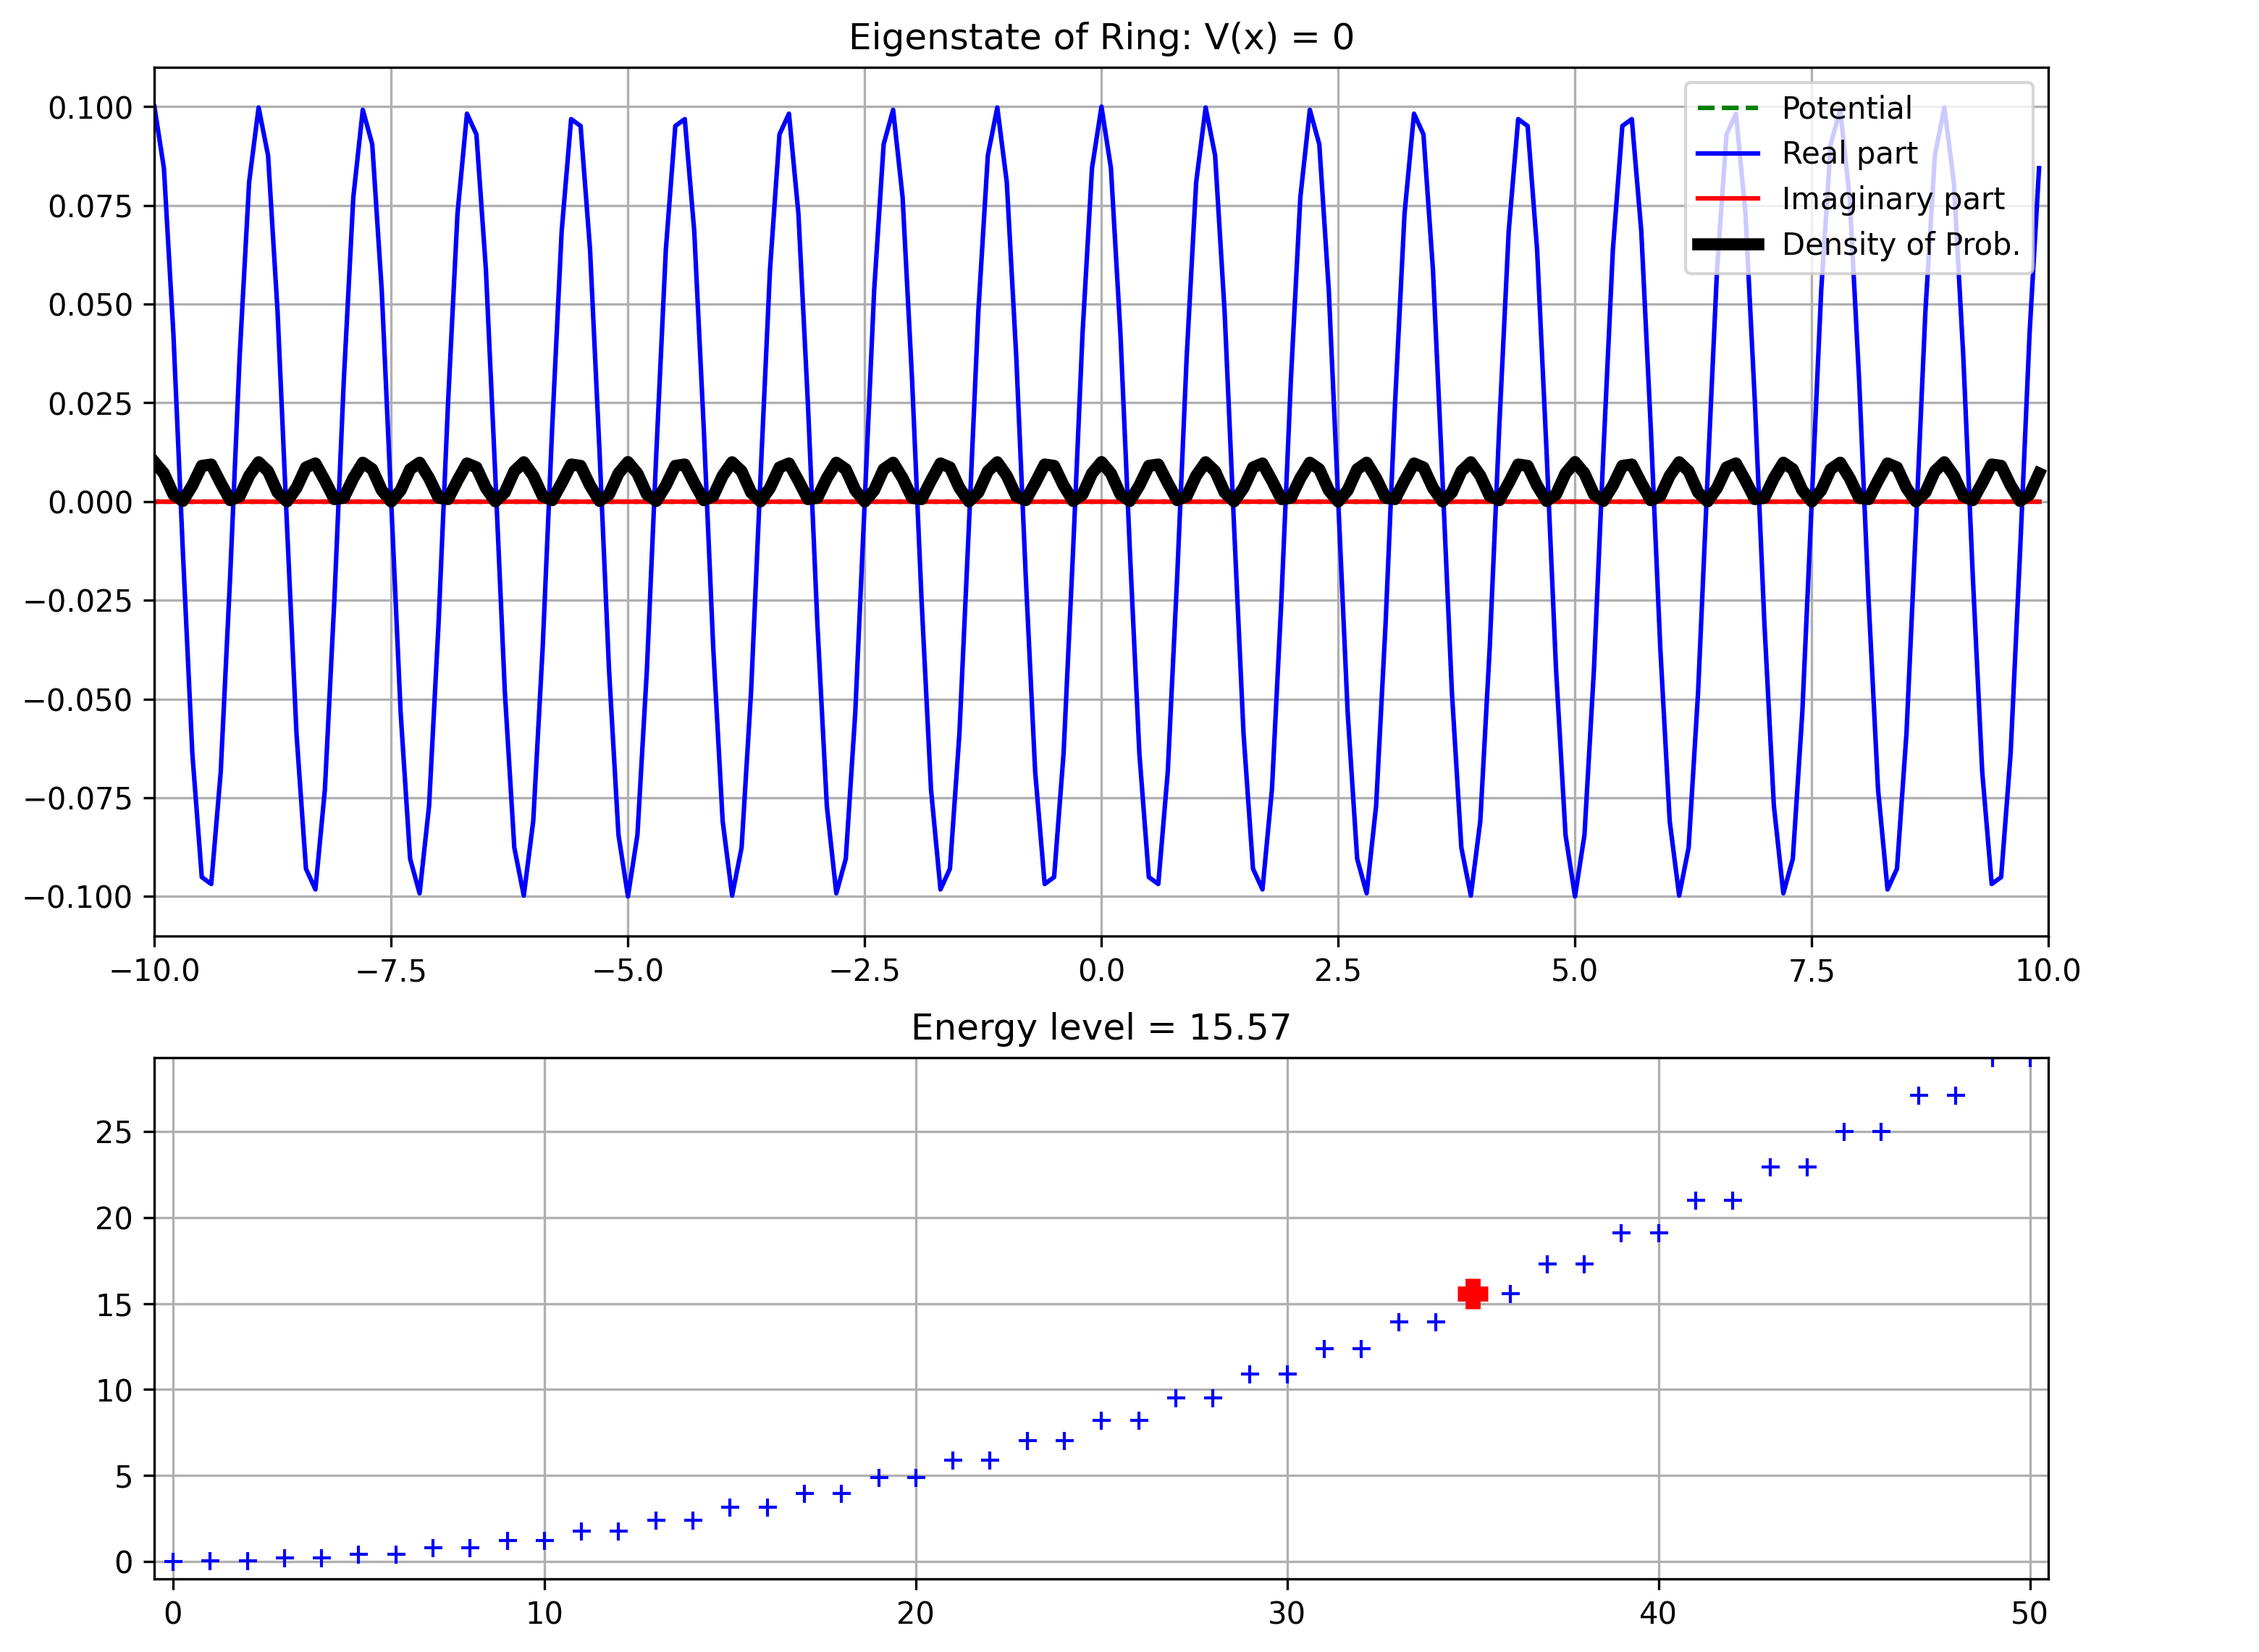 Eigenstate of Ring: V(x) = 0
0.100
0.075
0.050
0.025
0.000
−0.025
−0.050
−0.075
−0.100
Potential
Real part
Imaginary part
Density of Prob.
−10.0 −7.5 −5.0 −2.5 0.0 2.5 5.0 7.5 10.0
Energy level = 15.57
25
20
15
10
5
0
0 10 20 30 40 50